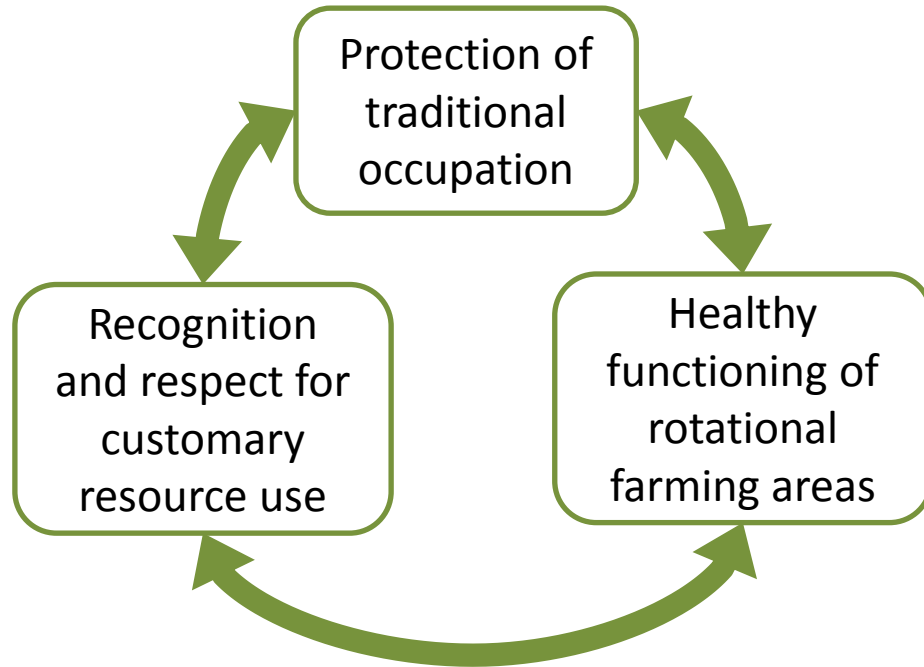 Protection of
traditional
occupation
Recognition
and respect for
customary
resource use
Healthy
functioning of
rotational
farming areas